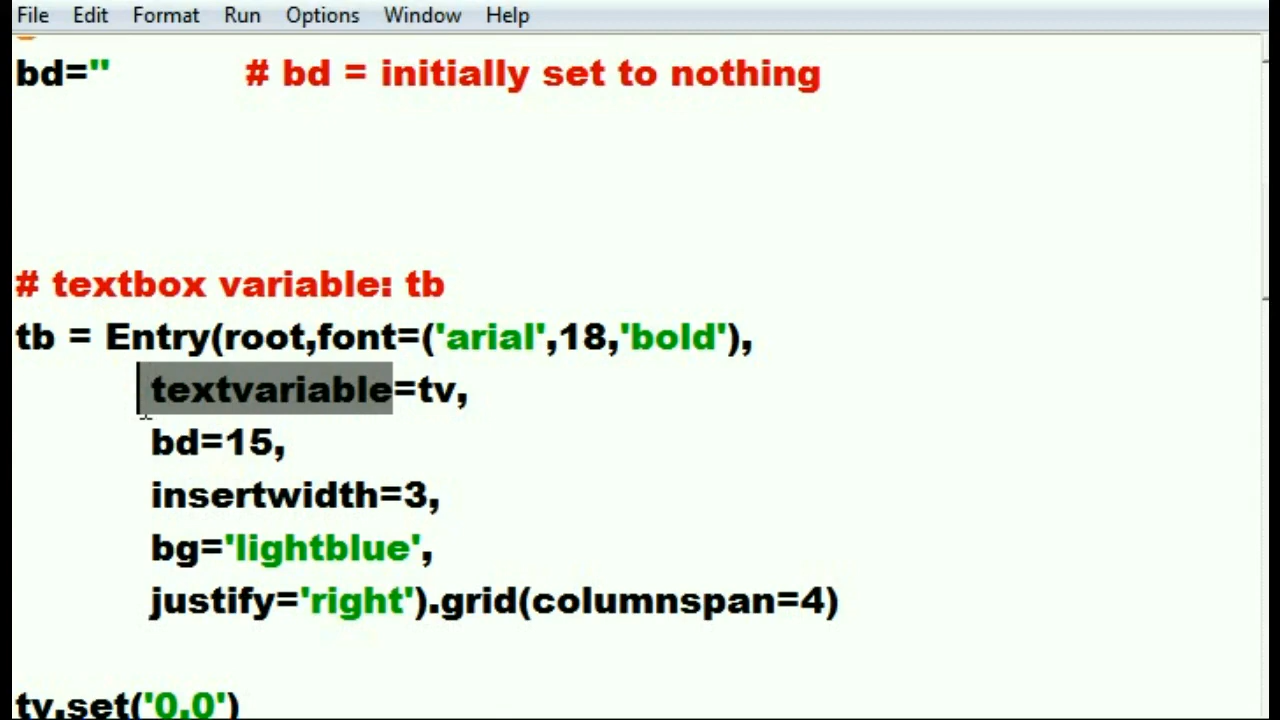 File Edit Format Run Options Window Help
bd='' # bd = initially set to nothing
# textbox variable: tb
tb = Entry(root,font=('arial',18,'bold'),
textvariable=tv,
bd=15,
insertwidth=3,
bg='lightblue',
justify='right').grid(columnspan=4)
tv.set('0.0')